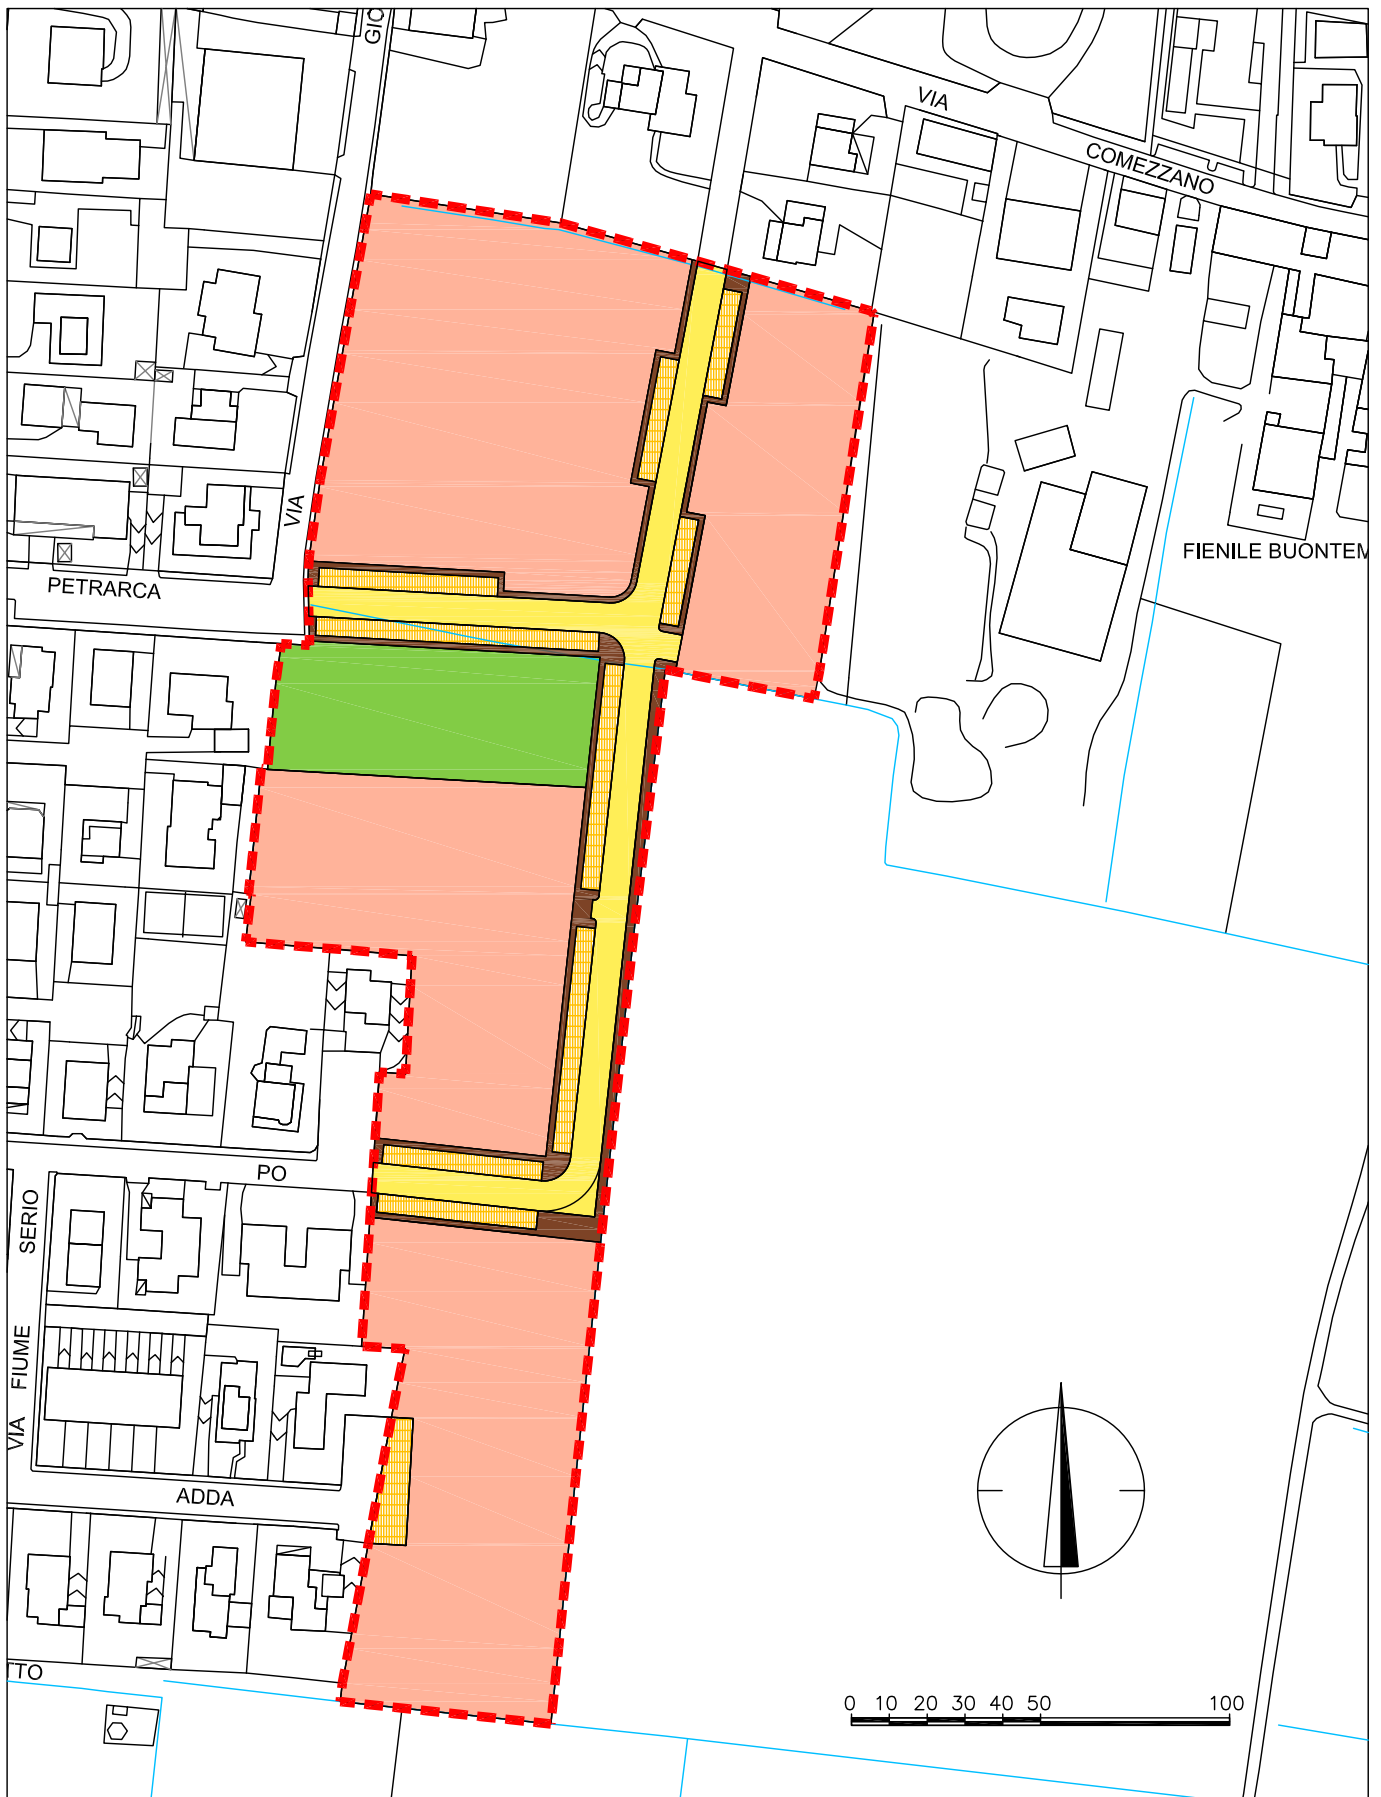 GIO
VIA
COMEZZANO
VIA
FIENILE BUONTEM
PETRARCA
PO
SERIO
FIUME
VIA
ADDA
TTO
0 10 20 30 40 50 100